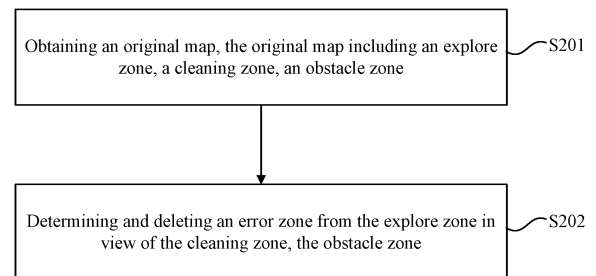 Obtaining an original map, the original map including an explore
zone, a cleaning zone, an obstacle zone
S201
Determining and deleting an error zone from the explore zone in
view of the cleaning zone, the obstacle zone
S202